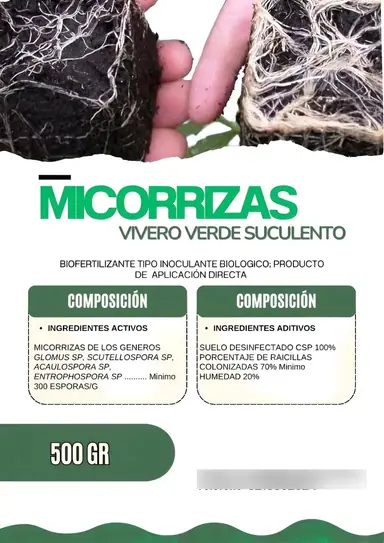 MICORRIZAS
VIVERO VERDE SUCULENTO
BIOFERTILIZANTE TIPO INOCULANTE BIOLOGICO; PRODUCTO
DE APLICACIÓN DIRECTA
COMPOSICIÓN
• INGREDIENTES ACTIVOS
MICORRIZAS DE LOS GENEROS
GLOMUS SP, SCUTELLOSPORA SP,
ACAULOSPORA SP,
ENTROPHOSPORA SP .......... Minimo
300 ESPORAS/G
COMPOSICIÓN
• INGREDIENTES ADITIVOS
SUELO DESINFECTADO CSP 100%
PORCENTAJE DE RAICILLAS
COLONIZADAS 70% Minimo
HUMEDAD 20%
500 GR